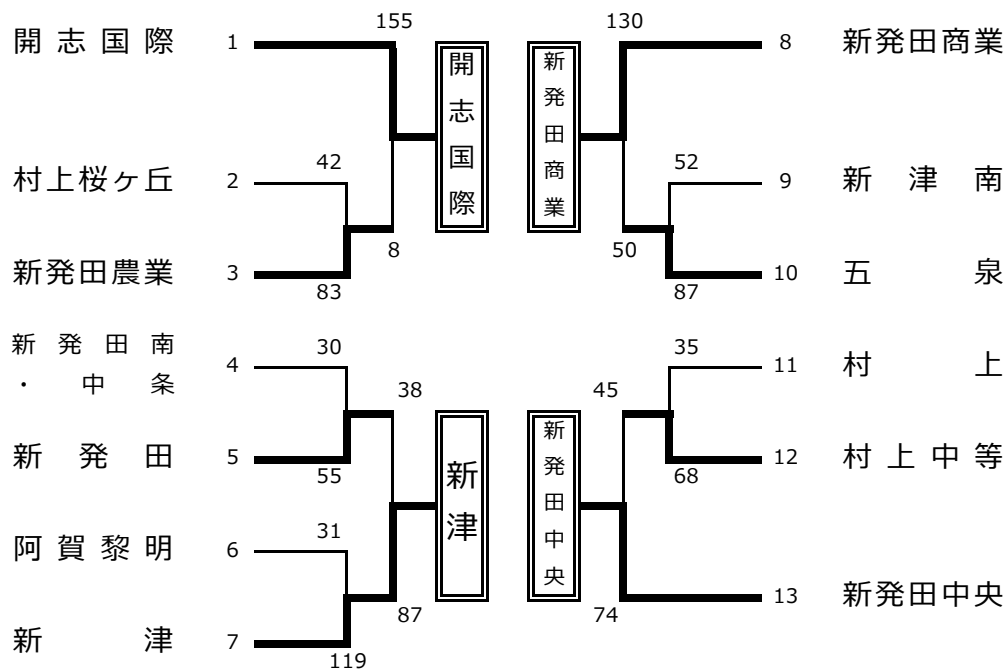 155
130
開志国際 1
8 新発田商業
開志国際
新発田商業
42
52
村上桜ヶ丘 2
9 新津南
8
50
新発田農業 3
10 五泉
83
87
新発田南
・中条
4
30
35
11 村上
38
45
新発田 5
12 村上中等
55
68
新津
新発田中央
阿賀黎明 6
31
13 新発田中央
87
74
新津 7
119